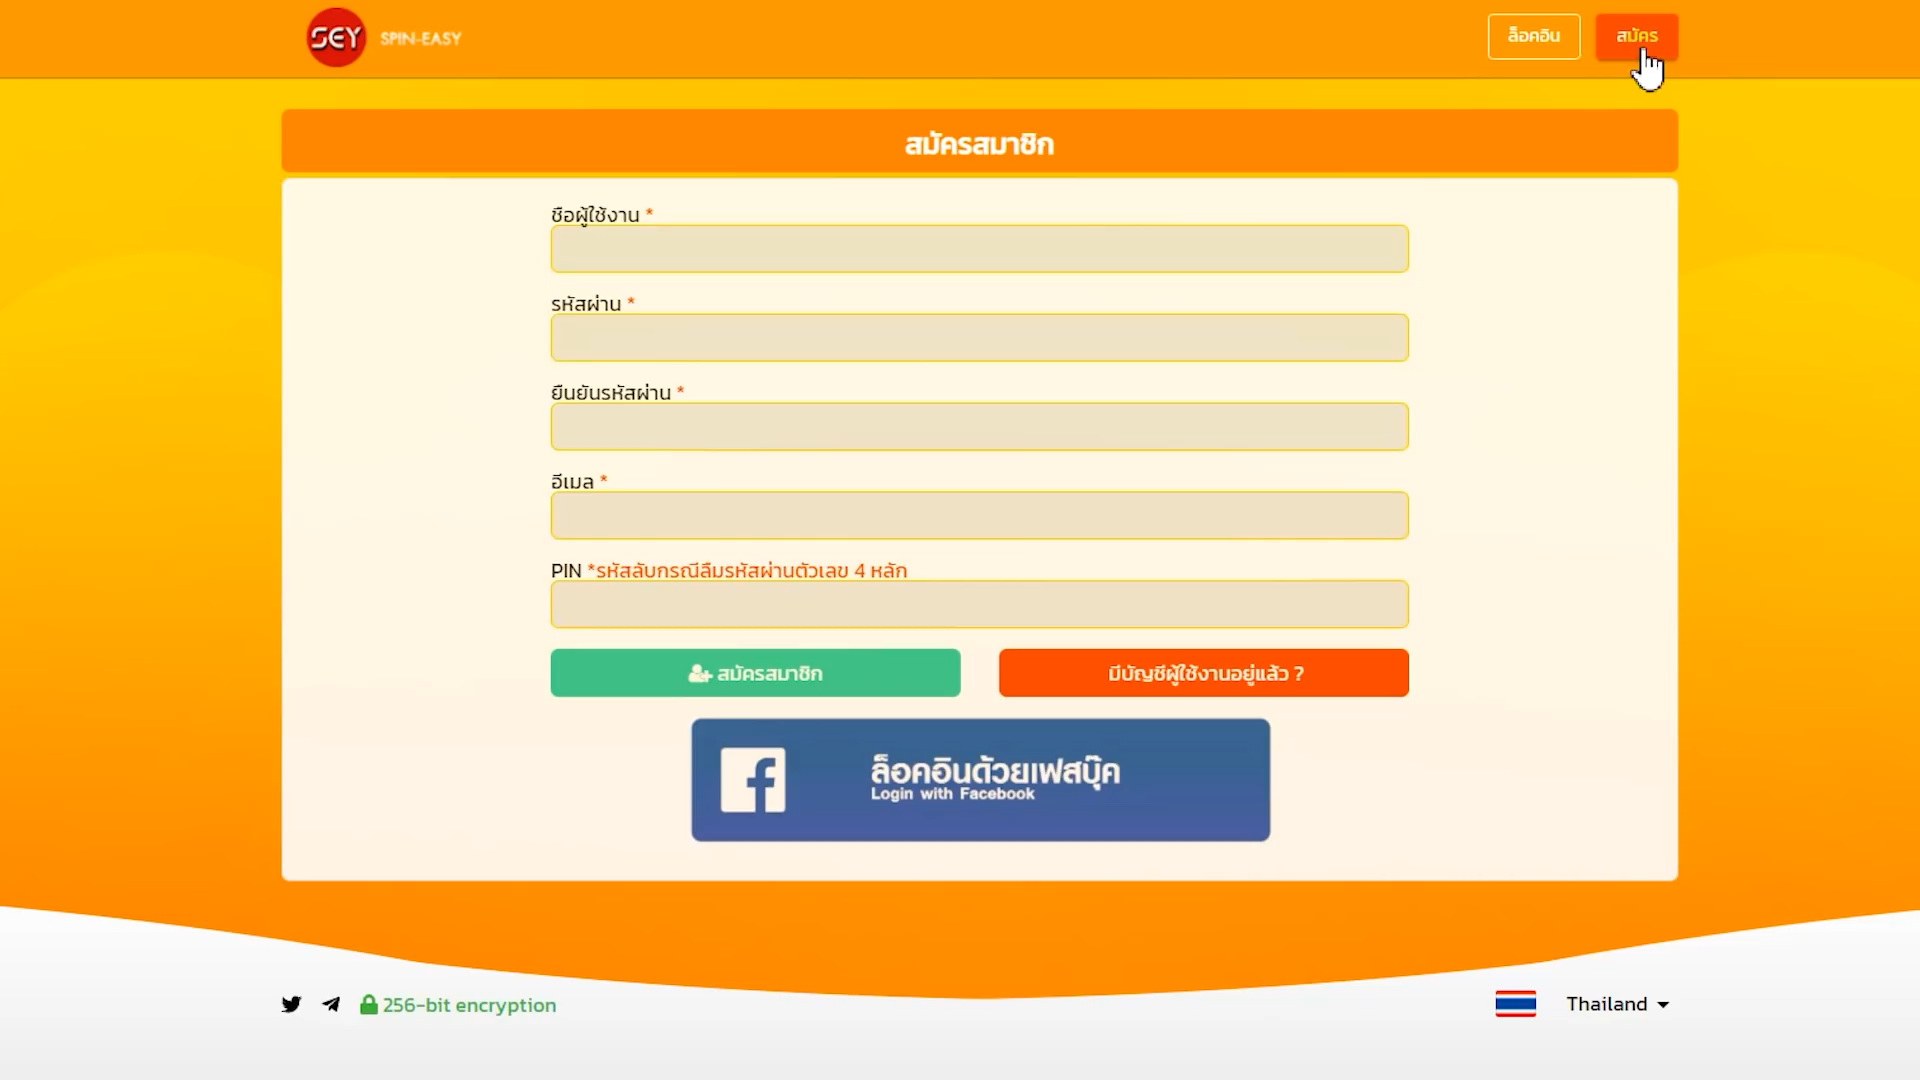 SEY SPIN-EASY
ล็อคอิน
สมัคร
สมัครสมาชิก
ชื่อผู้ใช้งาน *
รหัสผ่าน *
ยืนยันรหัสผ่าน *
อีเมล *
PIN *รหัสลับกรณีลืมรหัสผ่านตัวเลข 4 หลัก
สมัครสมาชิก
มีบัญชีผู้ใช้งานอยู่แล้ว ?
ล็อคอินด้วยเฟสบุ๊ค
Login with Facebook
256-bit encryption
Thailand